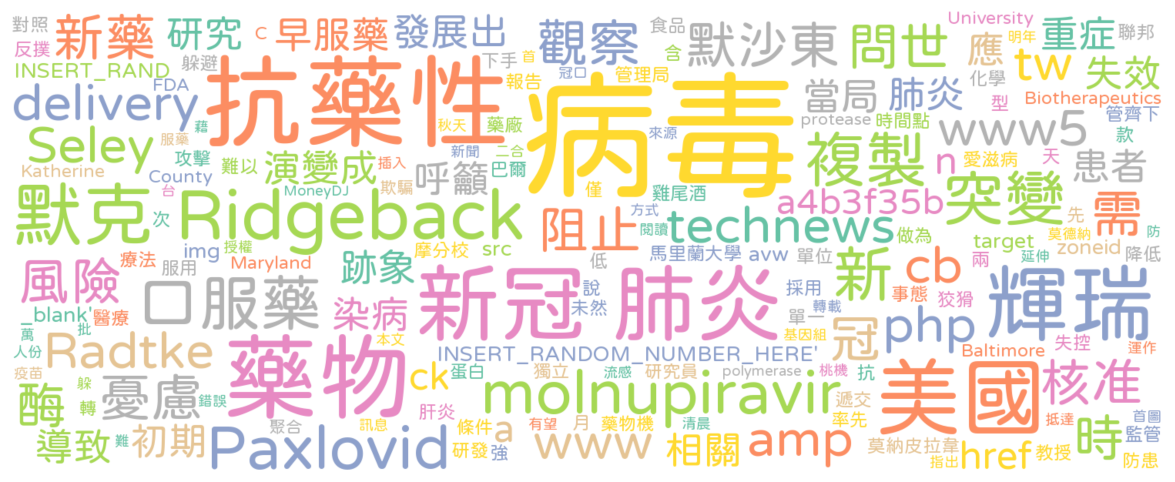 對照 新藥 研究 C 早服藥 發展出 下手 首 觀察 食品 默沙東 問世 University 明年 重症 聯邦
反撲 躲避 冠口 管理局 含 應 化學 tw 失效
INSERT_RAND FDA 抗藥性 報告 病毒 當局 肺炎 型 Biotherapeutics
delivery 服藥 藉 秋天 藥廠 來源 protease 時間點 www5 管齊下 款
Seley 攻擊 難以 演變成 插入 新聞 二合一 複製 n 愛滋病 天 患者
Katherine County 台 MoneyDJ 欺騙 呼籲 巴爾 僅 雞尾酒 a4b3f35b 突變 先 需
默克 次 Ridgeback 阻止 方式 閱讀 technews 做為 target 莫德納 防
img 授權 摩分校 src 低 馬里蘭大學 avw 單位 兩 zoneid 延伸 降低
風險 療法 服用 Maryland 跡象 說 採用 新 cb 事態 狡猾
_blank' 醫療 口服藥 染病 新冠 肺炎 未然 單一 轉載 php 輝瑞
萬 批 人份 Radtke 本文 INSERT_RANDOM_NUMBER_HERE' 基因組 冠 Baltimore 失控 運作
疫苗 躲 藥物 ck 蛋白 獨立 流感 研究員 polymerase 桃機 抗 美國 核准
酶 轉 憂慮 錯誤 肝炎 molnupiravir 遞交 率先 抵達 首圖
導致 難 初期 聚合 訊息 Paxlovid 條件 a 有望 月 藥物機 清晨 amp 莫納皮拉韋 時 監管
研發 強 www 相關 指出 href 教授 防患